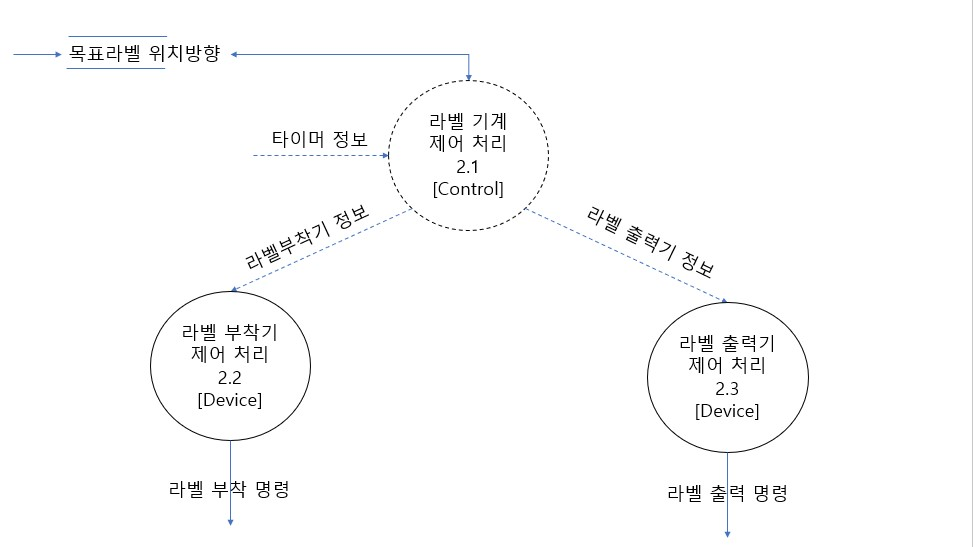 목표라벨 위치방향
라벨 기계
제어 처리
2.1
[Control]
타이머 정보
라벨부착기 정보
라벨 출력기 정보
라벨 부착기
제어 처리
2.2
[Device]
라벨 출력기
제어 처리
2.3
[Device]
라벨 부착 명령
라벨 출력 명령